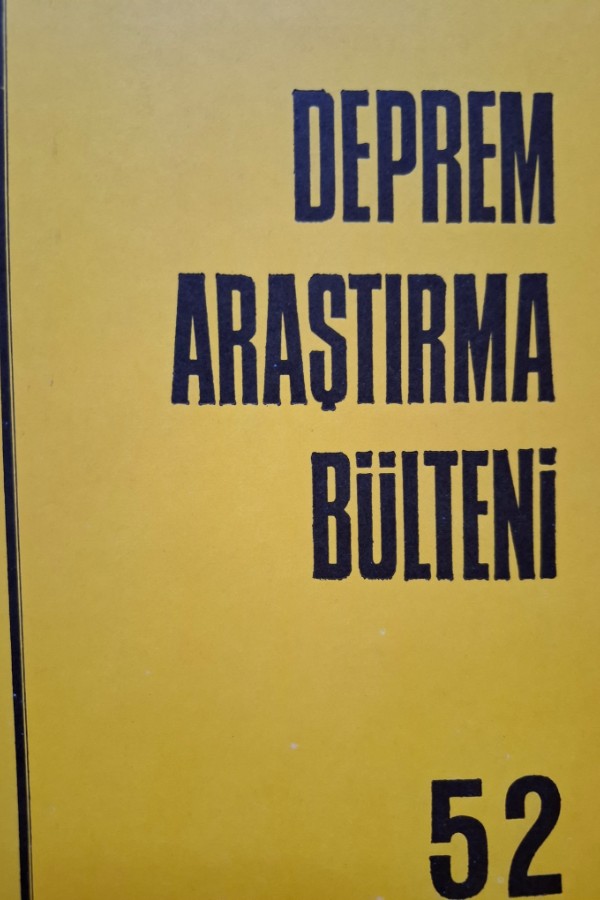 DEPREM
ARAŞTIRMA
BÜLTENİ
52